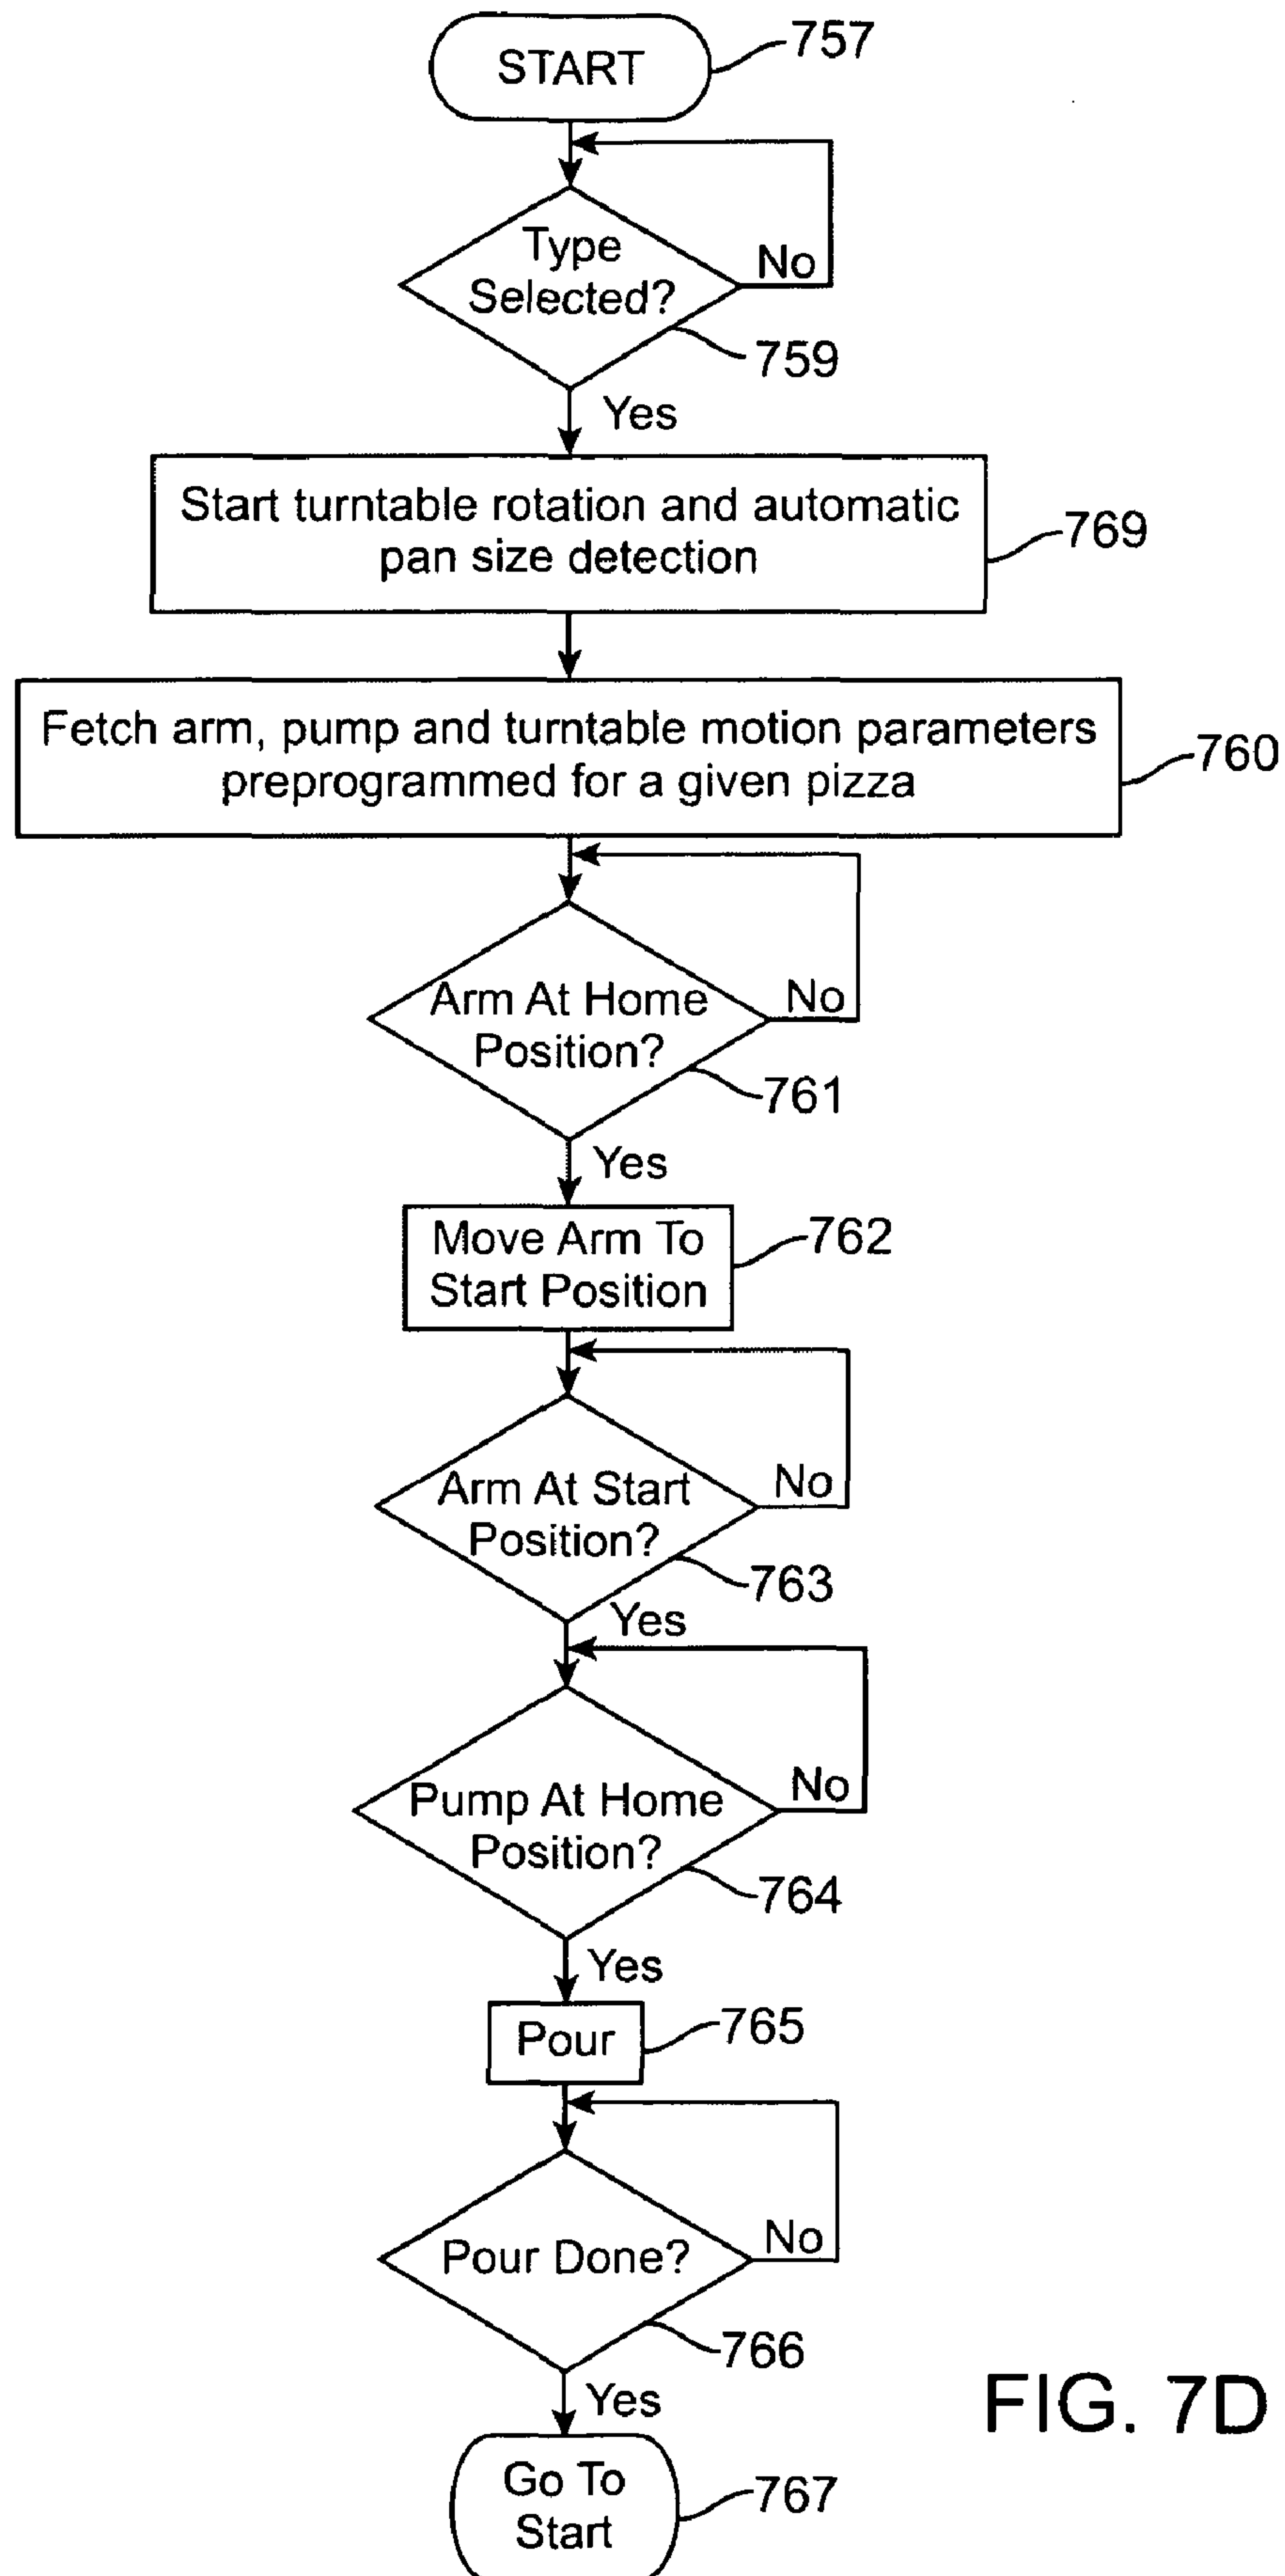 START
757
Type
Selected?
No
759
Yes
Start turntable rotation and automatic
pan size detection
769
Fetch arm, pump and turntable motion parameters
preprogrammed for a given pizza
760
Arm At Home
Position?
No
761
Yes
Move Arm To
Start Position
762
Arm At Start
Position?
No
763
Yes
Pump At Home
Position?
No
764
Yes
Pour
765
Pour Done?
No
766
Yes
Go To
Start
767
FIG. 7D